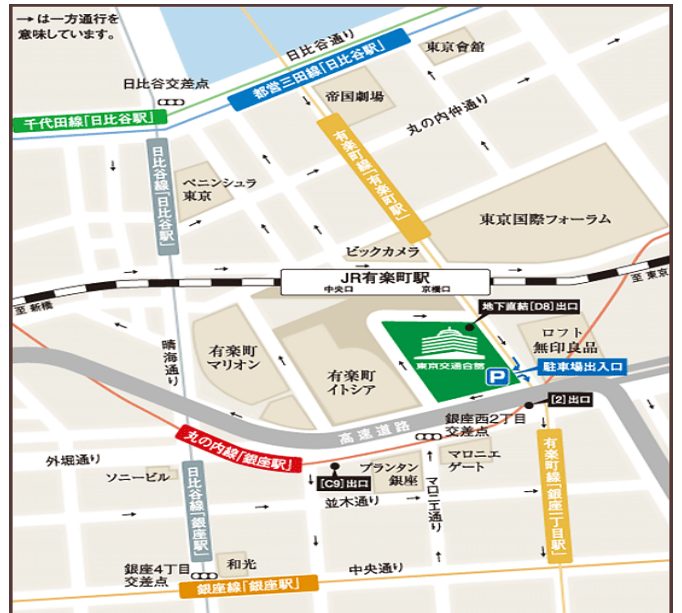 →は一方通行を
意味しています。
日比谷通り
都営三田線「日比谷駅」
東京會館
日比谷交差点
千代田線「日比谷駅」
帝国劇場
丸の内仲通り
日比谷線「日比谷駅」
有楽町線「有楽町駅」
ペニンシュラ
東京
東京国際フォーラム
ビックカメラ
JR有楽町駅
中央口
京橋口
至 新橋
至 東京
地下直結[D8]出口
晴海通り
有楽町
マリオン
有楽町
イトシア
東京交通会館
ロフト
無印良品
P
駐車場出入口
[2]出口
高速道路
銀座西2丁目
交差点
丸の内線「銀座駅」
外堀通り
ソニービル
[C9]出口
プランタン
銀座
マロニエ
ゲート
並木通り
マロニエ通り
日比谷線「銀座駅」
有楽町線「銀座一丁目駅」
銀座4丁目
交差点
和光
中央通り
銀座線「銀座駅」